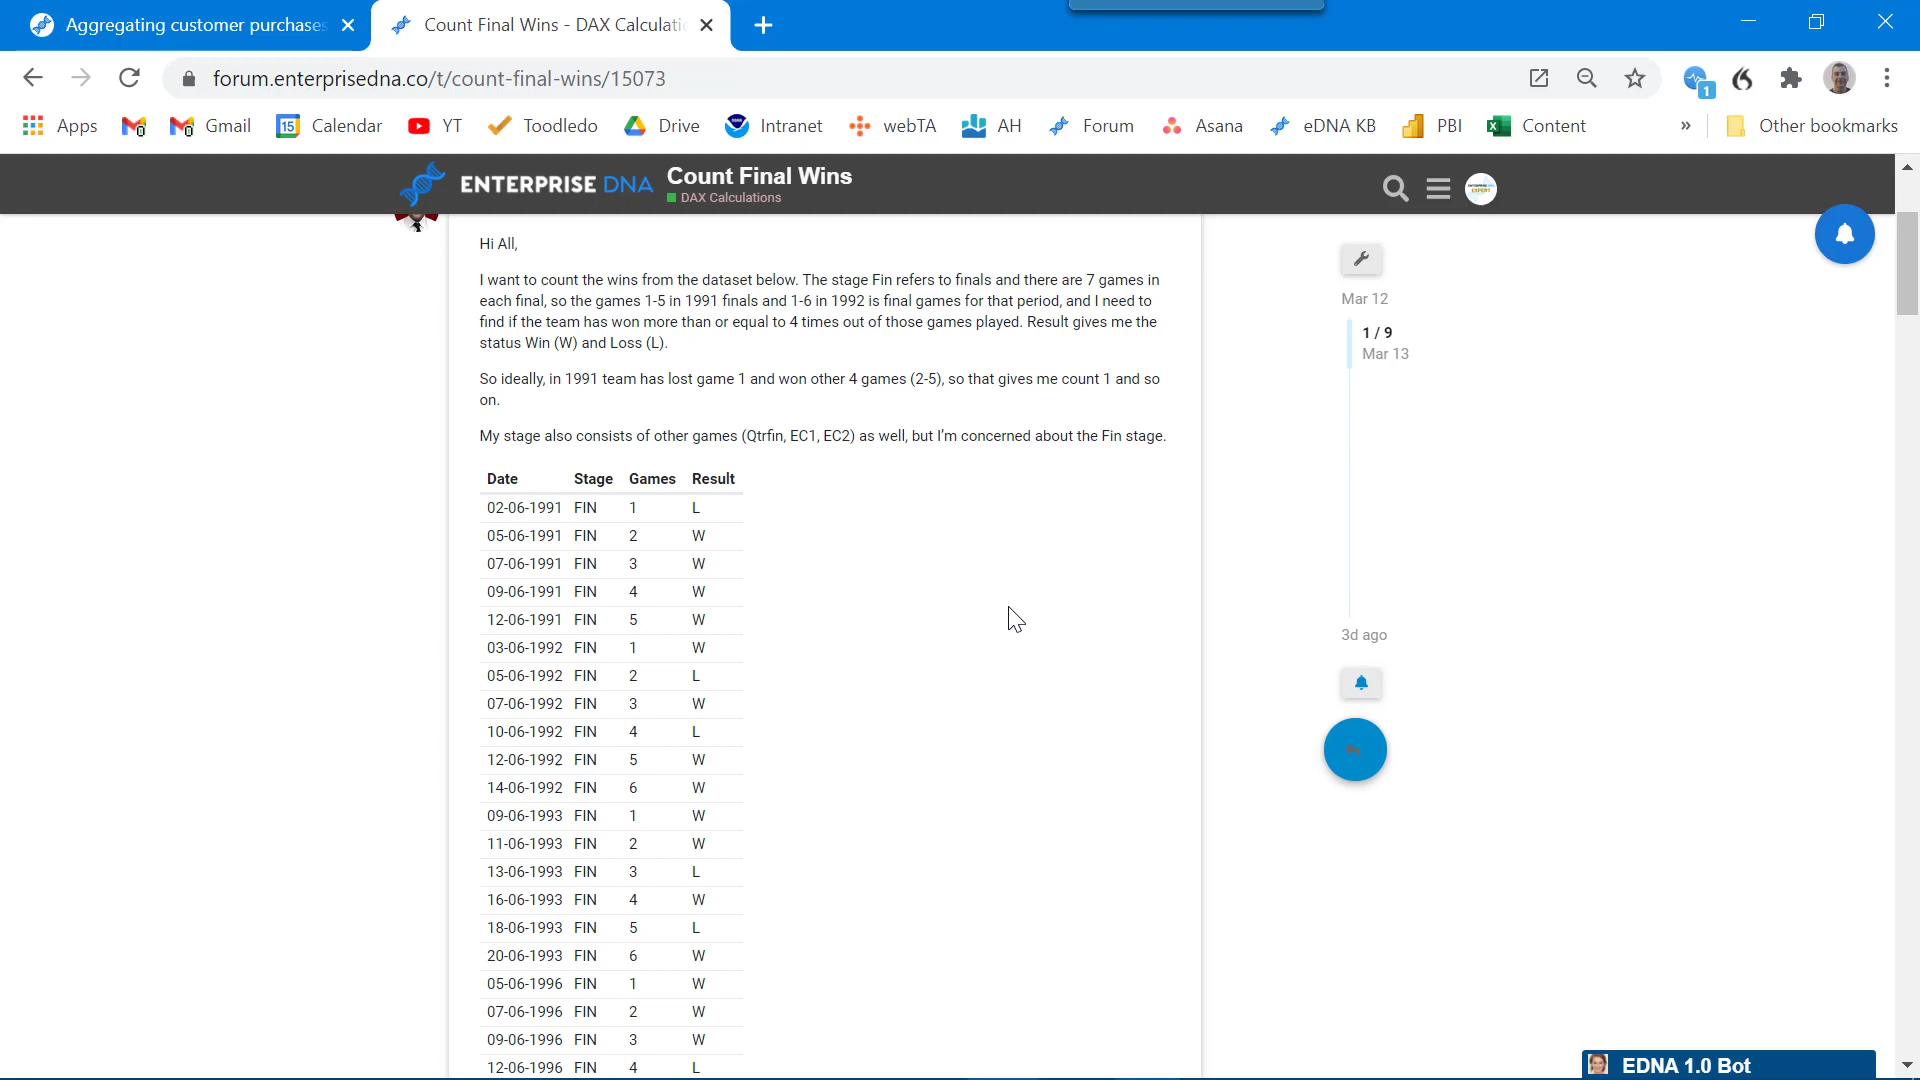 Aggregating customer purchases
Count Final Wins - DAX Calculati
forum.enterprisedna.co/t/count-final-wins/15073
1
Apps
Gmail
15
Calendar
YT
Toodledo
Drive
Intranet
webTA
AH
Forum
Asana
eDNA KB
PBI
Content
»
Other bookmarks
ENTERPRISE DNA
Count Final Wins
DAX Calculations
Hi All,
I want to count the wins from the dataset below. The stage Fin refers to finals and there are 7 games in
each final, so the games 1-5 in 1991 finals and 1-6 in 1992 is final games for that period, and I need to
find if the team has won more than or equal to 4 times out of those games played. Result gives me the
status Win (W) and Loss (L).
So ideally, in 1991 team has lost game 1 and won other 4 games (2-5), so that gives me count 1 and so
on.
My stage also consists of other games (Qtrfin, EC1, EC2) as well, but I’m concerned about the Fin stage.
Date Stage Games Result
02-06-1991 FIN 1 L
05-06-1991 FIN 2 W
07-06-1991 FIN 3 W
09-06-1991 FIN 4 W
12-06-1991 FIN 5 W
03-06-1992 FIN 1 W
05-06-1992 FIN 2 L
07-06-1992 FIN 3 W
10-06-1992 FIN 4 L
12-06-1992 FIN 5 W
14-06-1992 FIN 6 W
09-06-1993 FIN 1 W
11-06-1993 FIN 2 W
13-06-1993 FIN 3 L
16-06-1993 FIN 4 W
18-06-1993 FIN 5 L
20-06-1993 FIN 6 W
05-06-1996 FIN 1 W
07-06-1996 FIN 2 W
09-06-1996 FIN 3 W
12-06-1996 FIN 4 L
Mar 12
1 / 9
Mar 13
3d ago
EDNA 1.0 Bot